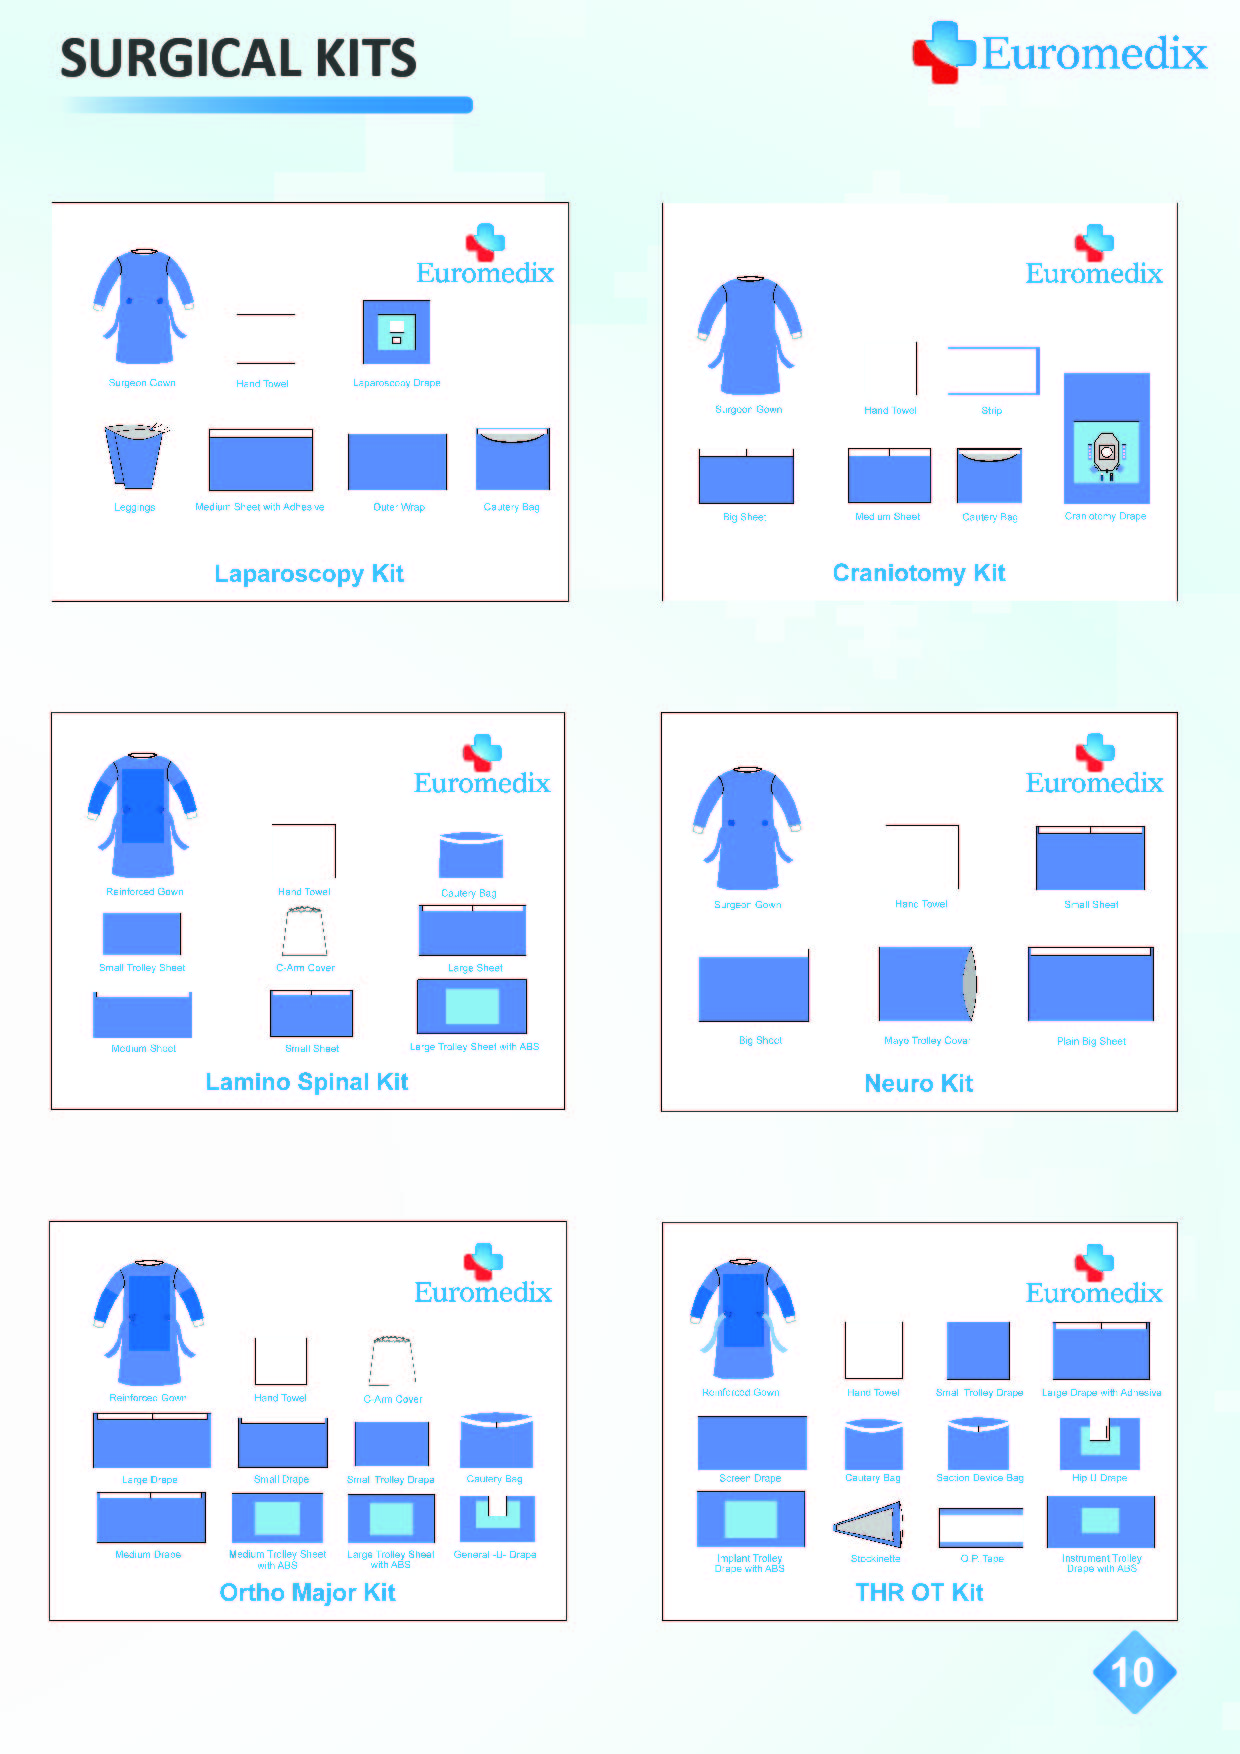 SURGICAL KITS
Euromedix
Euromedix
Surgeon Gown
Hand Towel
Laparoscopy Drape
Leggings
Medium Sheet with Adhesive
Outer Wrap
Cautery Bag
Laparoscopy Kit
Euromedix
Surgeon Gown
Hand Towel
Strip
Big Sheet
Medium Sheet
Cautery Bag
Craniotomy Drape
Craniotomy Kit
Euromedix
Reinforced Gown
Hand Towel
Cautery Bag
Small Trolley Sheet
C-Arm Cover
Large Sheet
Medium Sheet
Small Sheet
Large Trolley Sheet with ABS
Lamino Spinal Kit
Euromedix
Surgeon Gown
Hand Towel
Small Sheet
Big Sheet
Mayo Trolley Cover
Plain Big Sheet
Neuro Kit
Euromedix
Reinforced Gown
Hand Towel
C-Arm Cover
Large Drape
Small Drape
Small Trolley Drape
Cautery Bag
Medium Drape
Medium Trolley Sheet
with ABS
Large Trolley Sheet
with ABS
General -U- Drape
Ortho Major Kit
Euromedix
Reinforced Gown
Hand Towel
Small Trolley Drape
Large Drape with Adhesive
Screen Drape
Cautery Bag
Section Device Bag
Hip U Drape
Implant Trolley
Drape with ABS
Stockinette
O.P. Tape
Instrument Trolley
Drape with ABS
THR OT Kit
10